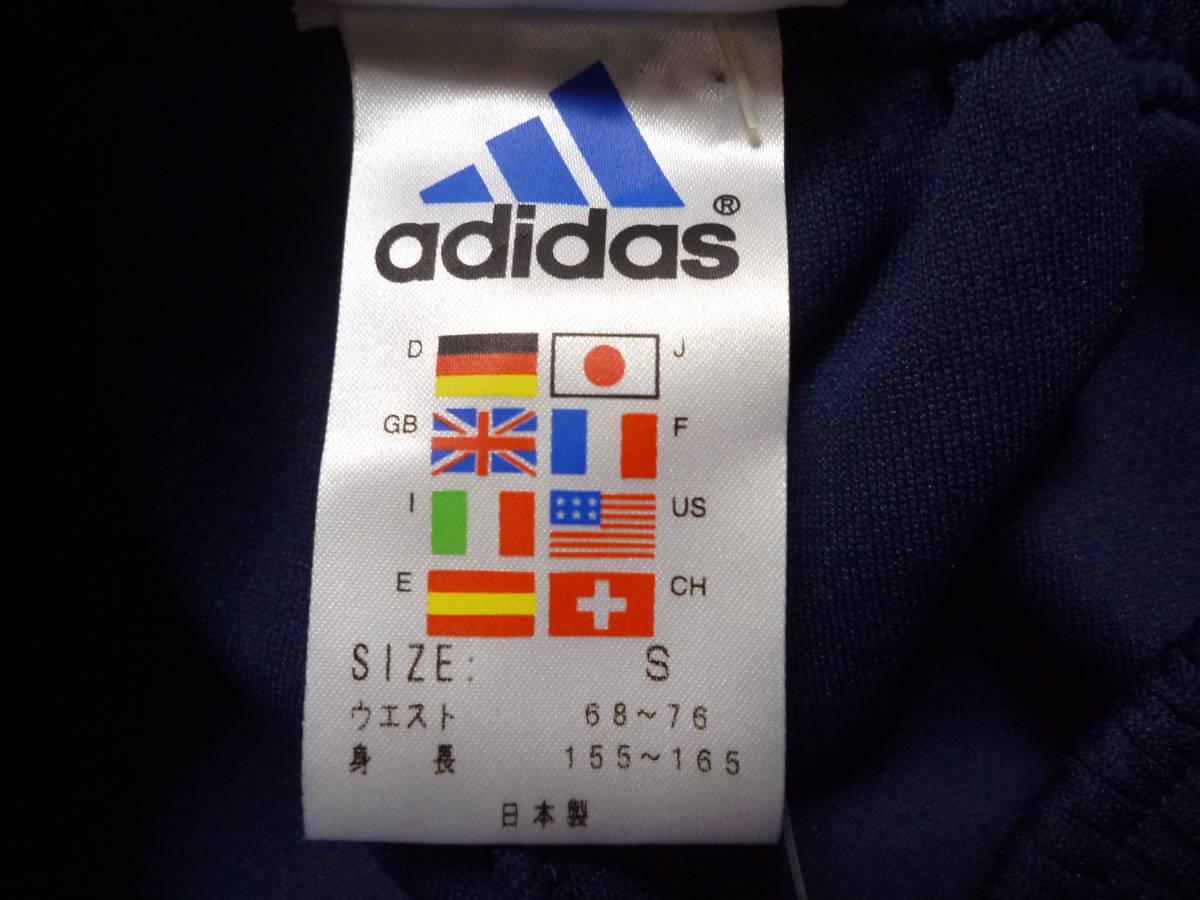 adidas®
D J
GB F
I US
E CH
SIZE: S
ウエスト 68~76
身 長 155~165
日本製